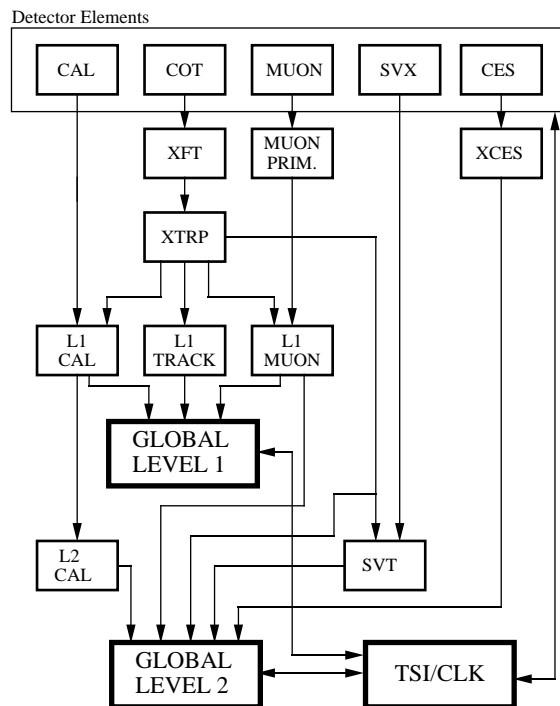 Detector Elements
CAL
COT
MUON
SVX
CES
XFT
MUON
PRIM.
XCES
XTRP
L1
CAL
L1
TRACK
L1
MUON
GLOBAL
LEVEL 1
L2
CAL
SVT
GLOBAL
LEVEL 2
TSI/CLK